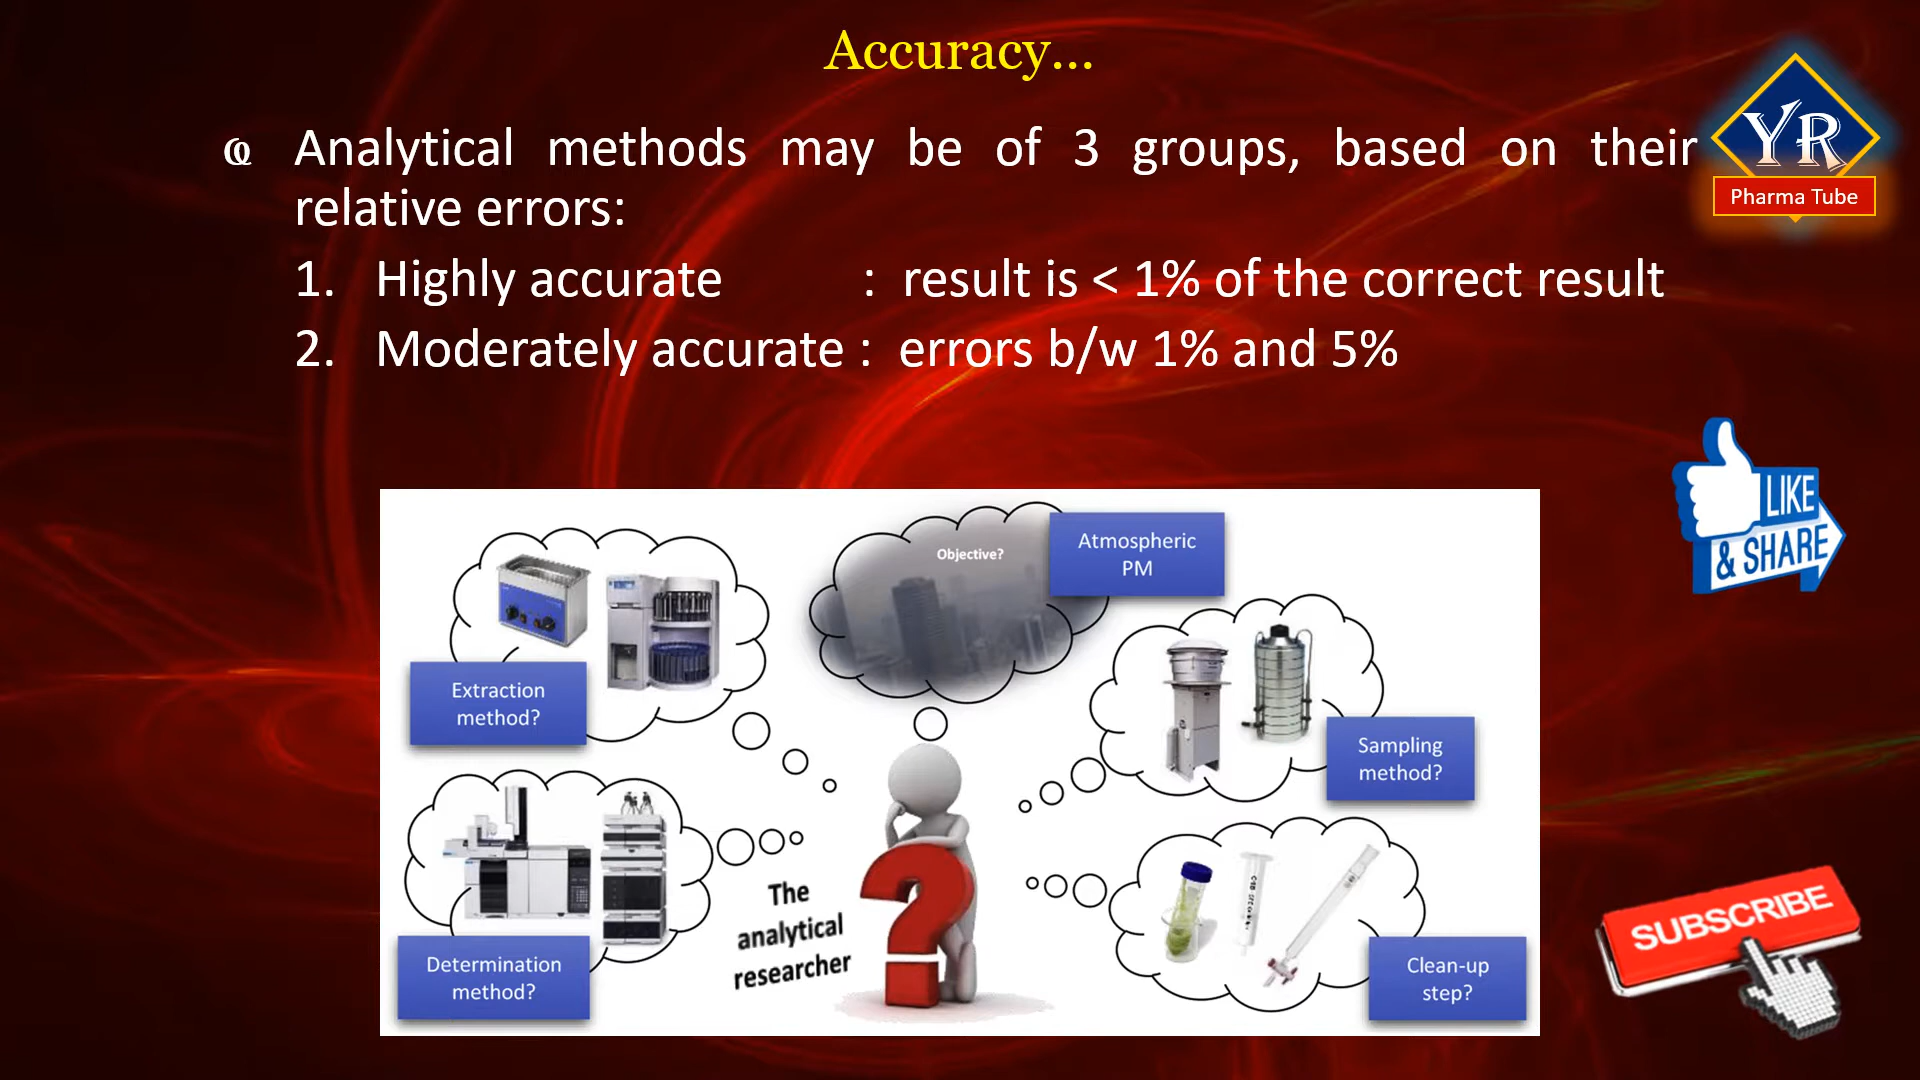 Accuracy...
YR
Pharma Tube
Analytical methods may be of 3 groups, based on their
relative errors:
1. Highly accurate : result is < 1% of the correct result
2. Moderately accurate : errors b/w 1% and 5%
LIKE
& SHARE
Objective?
Atmospheric
PM
Extraction
method?
Sampling
method?
The
analytical
researcher
Determination
method?
Clean-up
step?
SUBSCRIBE